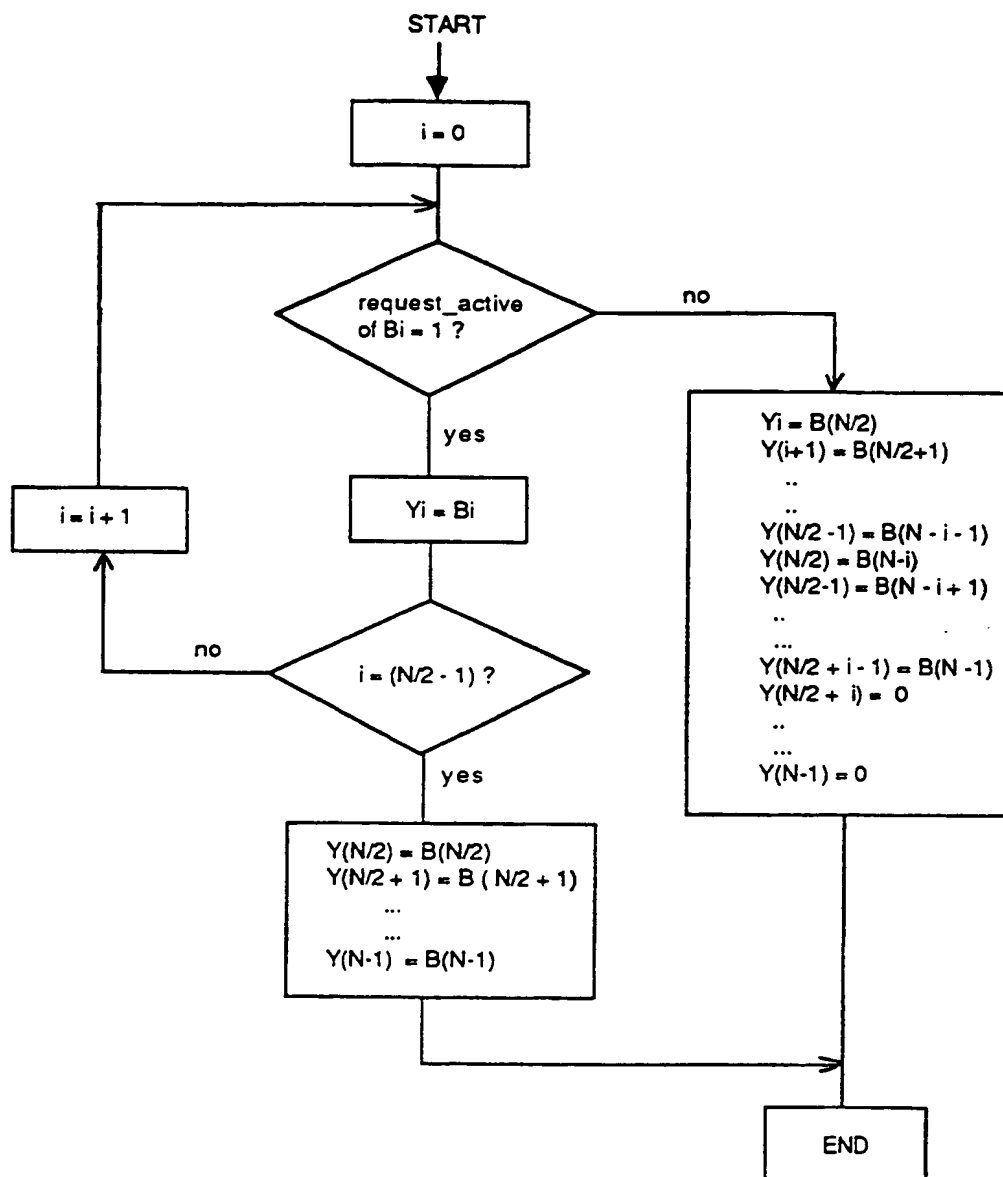 START
i = 0
request_active
of Bi = 1 ?
no
yes
Yi = Bi
i = i + 1
no
i = (N/2 - 1) ?
yes
Y(N/2) = B(N/2)
Y(N/2 + 1) = B ( N/2 + 1)
...
...
Y(N-1) = B(N-1)
Yi = B(N/2)
Y(i+1) = B(N/2+1)
..
..
Y(N/2 -1) = B(N - i - 1)
Y(N/2) = B(N-i)
Y(N/2-1) = B(N - i + 1)
..
...
Y(N/2 + i - 1) = B(N -1)
Y(N/2 + i) = 0
..
...
Y(N-1) = 0
END